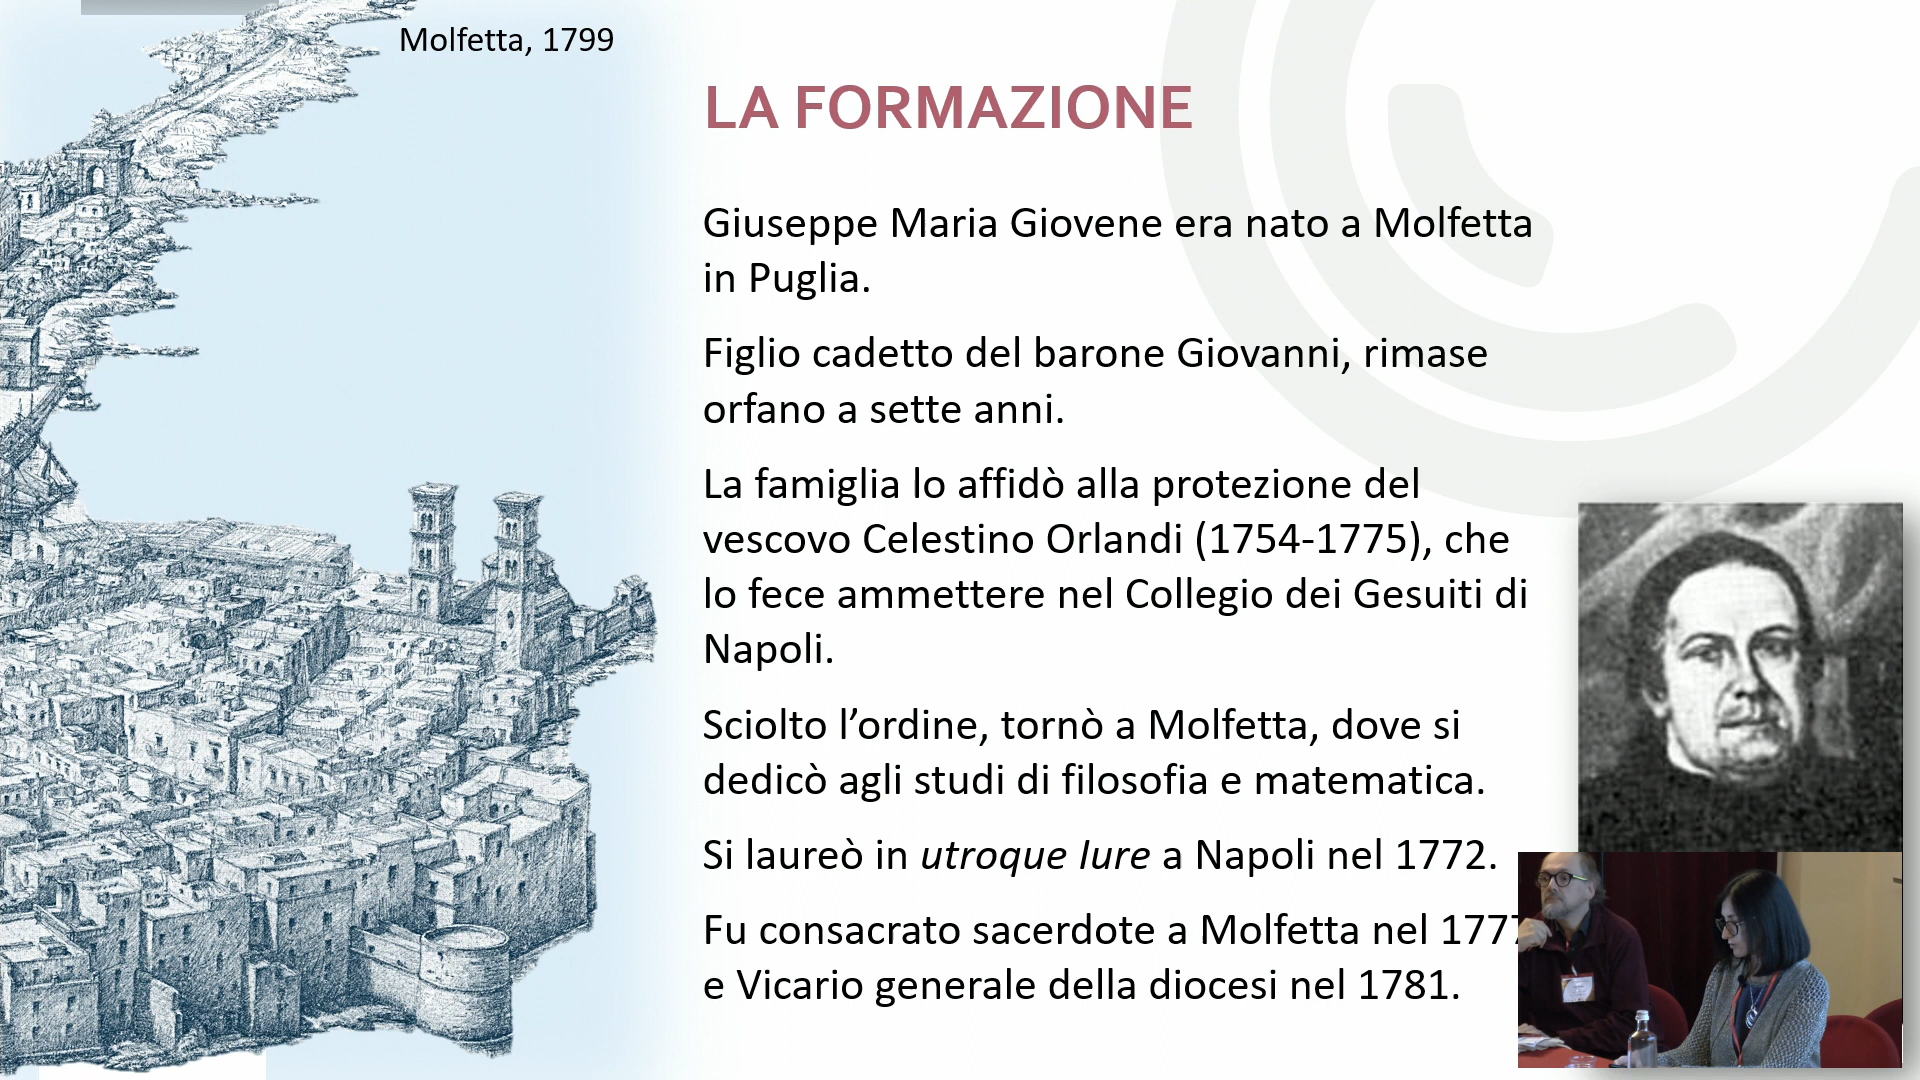 Molfetta, 1799
LA FORMAZIONE
Giuseppe Maria Giovene era nato a Molfetta
in Puglia.
Figlio cadetto del barone Giovanni, rimase
orfano a sette anni.
La famiglia lo affidò alla protezione del
vescovo Celestino Orlandi (1754-1775), che
lo fece ammettere nel Collegio dei Gesuiti di
Napoli.
Sciolto l’ordine, tornò a Molfetta, dove si
dedicò agli studi di filosofia e matematica.
Si laureò in utroque Iure a Napoli nel 1772.
Fu consacrato sacerdote a Molfetta nel 1777
e Vicario generale della diocesi nel 1781.